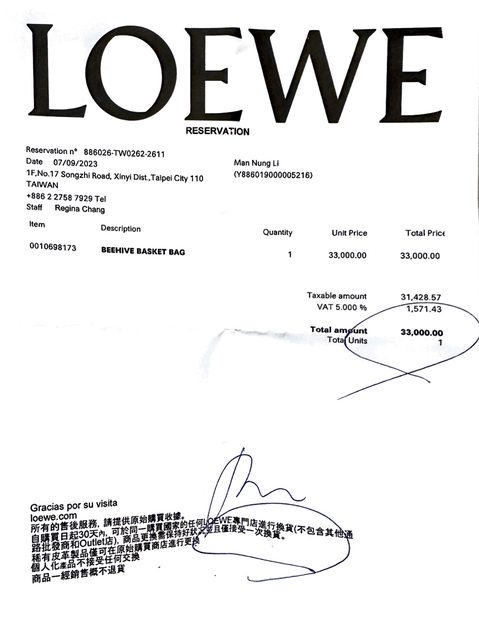 LOEWE
RESERVATION
Reservation n° 886026-TW0262-2611
Date 07/09/2023
1F,No.17 Songzhi Road, Xinyi Dist.,Taipei City 110
TAIWAN
+886 2 2758 7929 Tel
Staff Regina Chang
Man Nung Li
(Y886019000005216)
Item Description Quantity Unit Price Total Price
0010698173 BEEHIVE BASKET BAG 1 33,000.00 33,000.00
Taxable amount 31,428.57
VAT 5.000 % 1,571.43
Total amount 33,000.00
Total Units 1
Gracias por su visita
loewe.com
所有的售後服務, 請提供原始購買收據。
自購買日起30天內, 可於同一購買國家的任何LOEWE專門店進行換貨(不包含其他通
路批發商和Outlet店), 商品更換需保持好狀況並且僅接受一次換貨。
稀有皮革製品僅可在原始購買商店進行更換
個人化產品不接受任何交換
商品一經銷售概不退貨